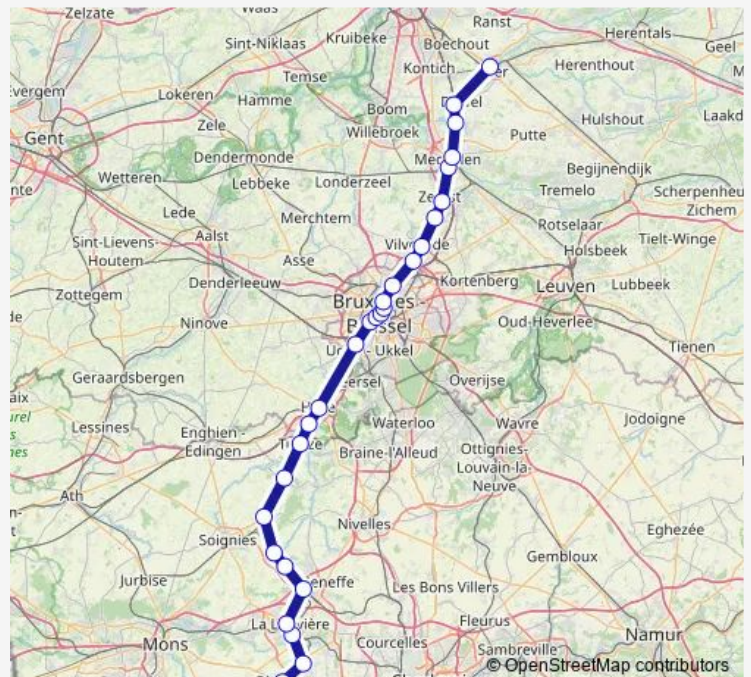 Zelzate
Ranst
Kruibeke
Sint-Niklaas
Boechout
Herentals
Geel
Kontich
Herenthout
Temse
Lokeren
Hamme
Boom
Hulshout
Zele
Willebroek
Putte
Gent
Dendermonde
Wetteren
Lebbeke
Londerzeel
Begijnendijk
Tremelo
Lede
Merchtem
Rotselaar
Zichem
Aalst
Sint-Lievens-
Houtem
Holsbeek
Tielt-Winge
Asse
Denderleeuw
Kortenberg
Leuven
Lubbeek
Zottegem
Ninove
Oud-Heverlee
Tienen
Geraardsbergen
Overijse
Lessines
Waterloo
Wavre
Jodoigne
Enghien -
Edingen
Braine-l'Alleud
Ottignies-
Louvain-la-
Neuve
Ath
Nivelles
Soignies
Eghezée
Gembloux
Jurbise
Les Bons Villers
Fleurus
Mons
Courcelles
Namur
Sambreville
© OpenStreetMap contributors